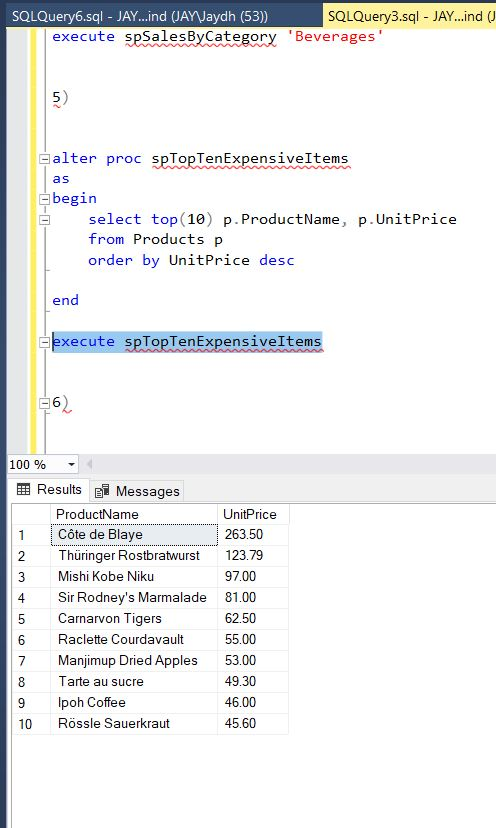 SQLQuery6.sql - JAY...ind (JAY\Jaydh (53)) SQLQuery3.sql - JAY...ind (J
execute spSalesByCategory 'Beverages'
5)
alter proc spTopTenExpensiveItems
as
begin
select top(10) p.ProductName, p.UnitPrice
from Products p
order by UnitPrice desc
end
execute spTopTenExpensiveItems
6)
100 %
Results Messages
ProductName UnitPrice
1 Côte de Blaye 263.50
2 Thüringer Rostbratwurst 123.79
3 Mishi Kobe Niku 97.00
4 Sir Rodney's Marmalade 81.00
5 Carnarvon Tigers 62.50
6 Raclette Courdavault 55.00
7 Manjimup Dried Apples 53.00
8 Tarte au sucre 49.30
9 Ipoh Coffee 46.00
10 Rössle Sauerkraut 45.60